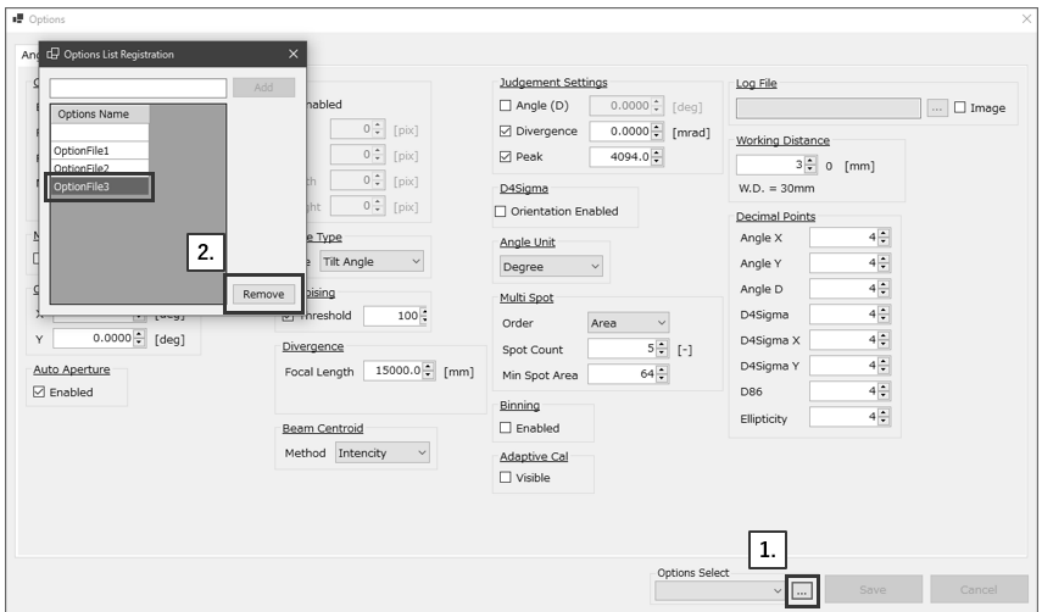 Options
Options List Registration
Add
Options Name
OptionFile1
OptionFile2
OptionFile3
2.
Remove
X
[deg]
Y 0.0000 [deg]
Auto Aperture
Enabled
0 [pix]
0 [pix]
0 [pix]
0 [pix]
Type
Tilt Angle
Threshold 100
Divergence
Focal Length 15000.0 [mm]
Beam Centroid
Method Intencity
Judgement Settings
Angle (D) 0.0000 [deg]
Divergence 0.0000 [mrad]
Peak 4094.0
D4Sigma
Orientation Enabled
Angle Unit
Degree
Multi Spot
Order Area
Spot Count 5 [-]
Min Spot Area 64
Binning
Enabled
Adaptive Cal
Visible
Log File
... Image
Working Distance
3 0 [mm]
W.D. = 30mm
Decimal Points
Angle X 4
Angle Y 4
Angle D 4
D4Sigma 4
D4Sigma X 4
D4Sigma Y 4
D86 4
Ellipticity 4
1.
Options Select
...
Save
Cancel